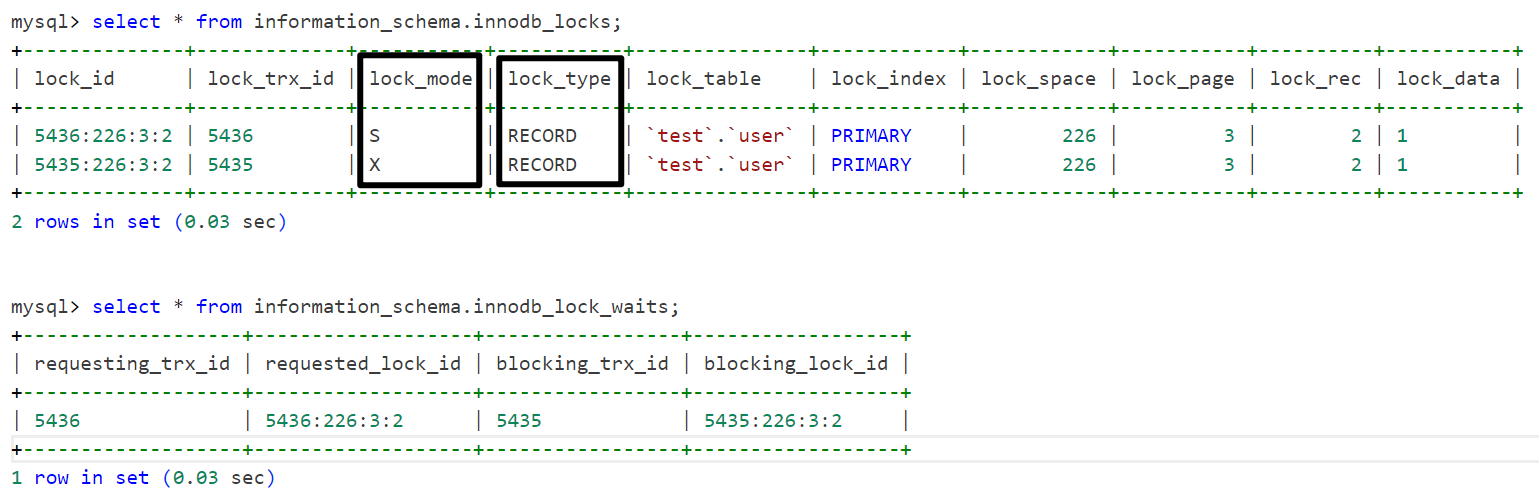 mysql> select * from information_schema.innodb_locks;
+--------------+-------------+-----------+-----------+---------------+------------+------------+-----------+----------+-----------+
| lock_id | lock_trx_id | lock_mode | lock_type | lock_table | lock_index | lock_space | lock_page | lock_rec | lock_data |
+--------------+-------------+-----------+-----------+---------------+------------+------------+-----------+----------+-----------+
| 5436:226:3:2 | 5436 | S | RECORD | `test`.`user` | PRIMARY | 226 | 3 | 2 | 1 |
| 5435:226:3:2 | 5435 | X | RECORD | `test`.`user` | PRIMARY | 226 | 3 | 2 | 1 |
+--------------+-------------+-----------+-----------+---------------+------------+------------+-----------+----------+-----------+
2 rows in set (0.03 sec)
mysql> select * from information_schema.innodb_lock_waits;
+-------------------+-------------------+-----------------+------------------+
| requesting_trx_id | requested_lock_id | blocking_trx_id | blocking_lock_id |
+-------------------+-------------------+-----------------+------------------+
| 5436 | 5436:226:3:2 | 5435 | 5435:226:3:2 |
+-------------------+-------------------+-----------------+------------------+
1 row in set (0.03 sec)